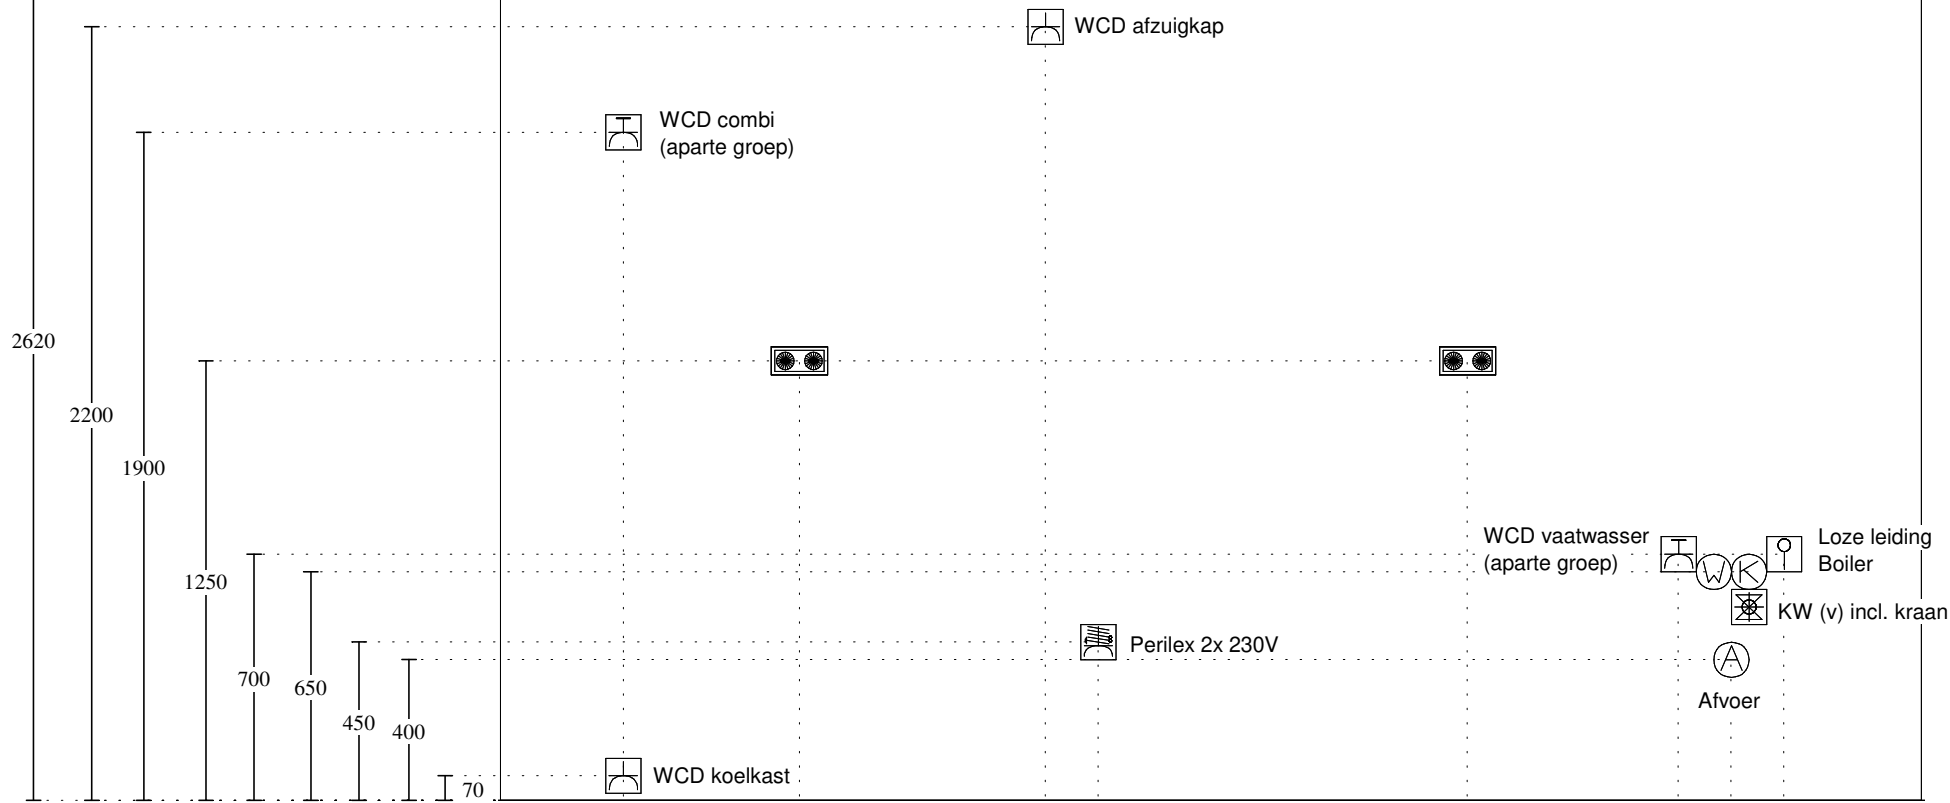 WCD afzuigkap
WCD combi
(aparte groep)
2620
2200
1900
1250
WCD vaatwasser
(aparte groep)
W
K
Loze leiding
Boiler
KW (v) incl. kraan
Perilex 2x 230V
A
Afvoer
700
650
450
400
WCD koelkast
70